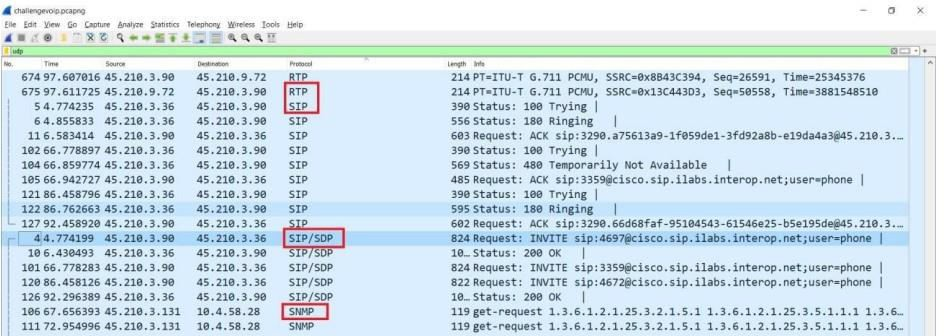 challengevoip.pcapng
File Edit View Go Capture Analyze Statistics Telephony Wireless Tools Help
udp
No. Time Source Destination Protocol Length Info
674 97.607016 45.210.3.90 45.210.9.72 RTP 214 PT=ITU-T G.711 PCMU, SSRC=0x8B43C394, Seq=26591, Time=25345376
675 97.611725 45.210.9.72 45.210.3.90 RTP 214 PT=ITU-T G.711 PCMU, SSRC=0x13C443D3, Seq=50558, Time=3881548510
5 4.774235 45.210.3.36 45.210.3.90 SIP 390 Status: 100 Trying |
6 4.855833 45.210.3.36 45.210.3.90 SIP 556 Status: 180 Ringing |
11 6.583414 45.210.3.90 45.210.3.36 SIP 603 Request: ACK sip:3290.a75613a9-1f059de1-3fd92a8b-e19da4a3@45.210.3.…
102 66.778897 45.210.3.36 45.210.3.90 SIP 390 Status: 100 Trying |
104 66.859774 45.210.3.36 45.210.3.90 SIP 569 Status: 480 Temporarily Not Available |
105 66.942727 45.210.3.90 45.210.3.36 SIP 485 Request: ACK sip:3359@cisco.sip.ilabs.interop.net;user=phone |
121 86.458796 45.210.3.36 45.210.3.90 SIP 390 Status: 100 Trying |
122 86.762663 45.210.3.36 45.210.3.90 SIP 595 Status: 180 Ringing |
127 92.458920 45.210.3.90 45.210.3.36 SIP 602 Request: ACK sip:3290.66d68faf-95104543-61546e25-b5e195de@45.210.3.…
4 4.774199 45.210.3.90 45.210.3.36 SIP/SDP 824 Request: INVITE sip:4697@cisco.sip.ilabs.interop.net;user=phone |
10 6.430493 45.210.3.36 45.210.3.90 SIP/SDP 10… Status: 200 OK |
101 66.778283 45.210.3.90 45.210.3.36 SIP/SDP 824 Request: INVITE sip:3359@cisco.sip.ilabs.interop.net;user=phone |
120 86.458126 45.210.3.90 45.210.3.36 SIP/SDP 822 Request: INVITE sip:4672@cisco.sip.ilabs.interop.net;user=phone |
126 92.296389 45.210.3.36 45.210.3.90 SIP/SDP 10… Status: 200 OK |
106 67.656393 45.210.3.131 10.4.58.28 SNMP 119 get-request 1.3.6.1.2.1.25.3.2.1.5.1 1.3.6.1.2.1.25.3.5.1.1.1 1.3.6…
111 72.954996 45.210.3.131 10.4.58.28 SNMP 119 get-request 1.3.6.1.2.1.25.3.2.1.5.1 1.3.6.1.2.1.25.3.5.1.1.1 1.3.6…